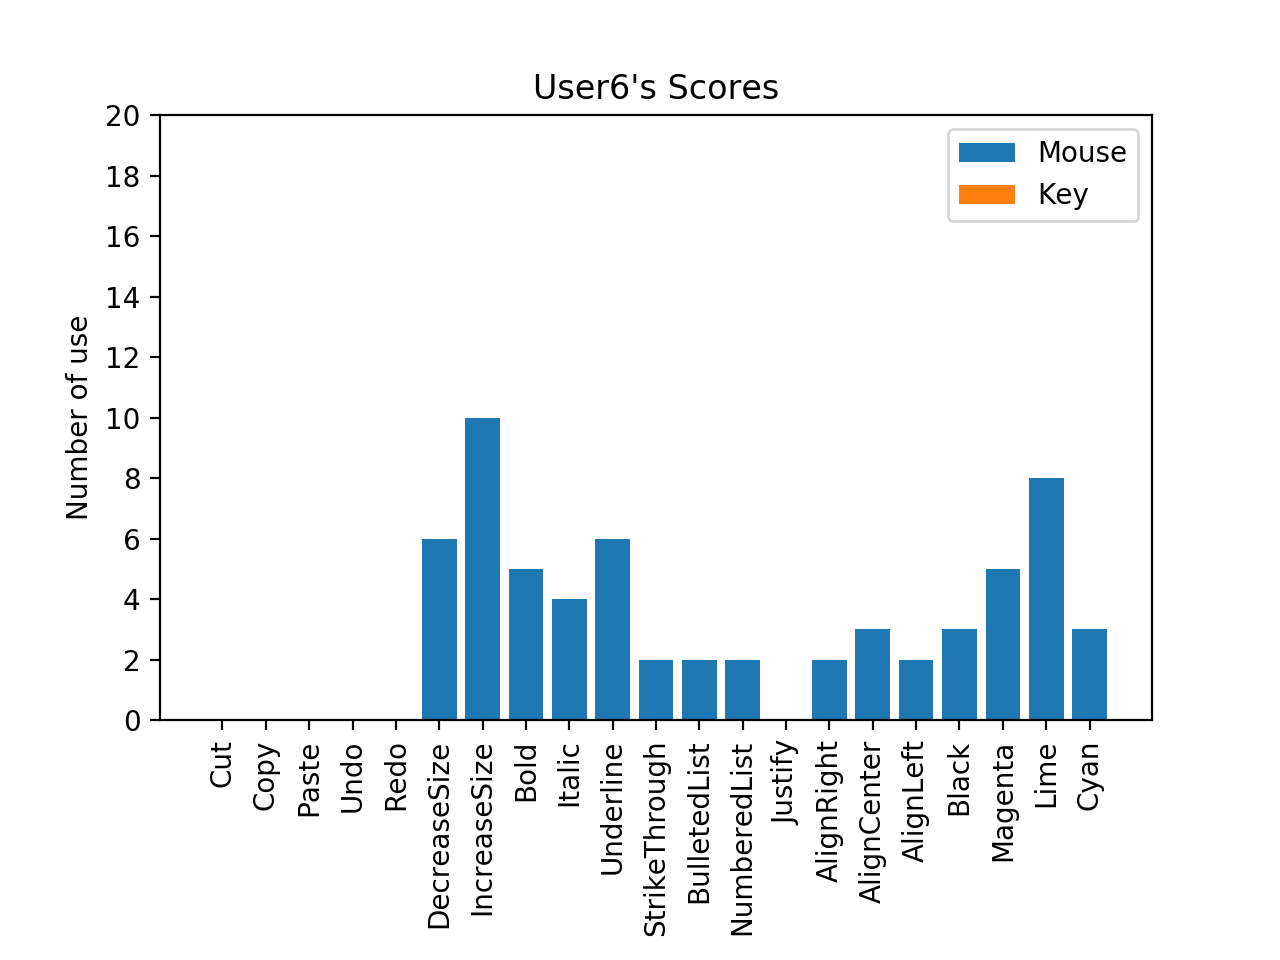 User6's Scores
Mouse
Key
Number of use
20
18
16
14
12
10
8
6
4
2
0
Cut
Copy
Paste
Undo
Redo
DecreaseSize
IncreaseSize
Bold
Italic
Underline
StrikeThrough
BulletedList
NumberedList
Justify
AlignRight
AlignCenter
AlignLeft
Black
Magenta
Lime
Cyan